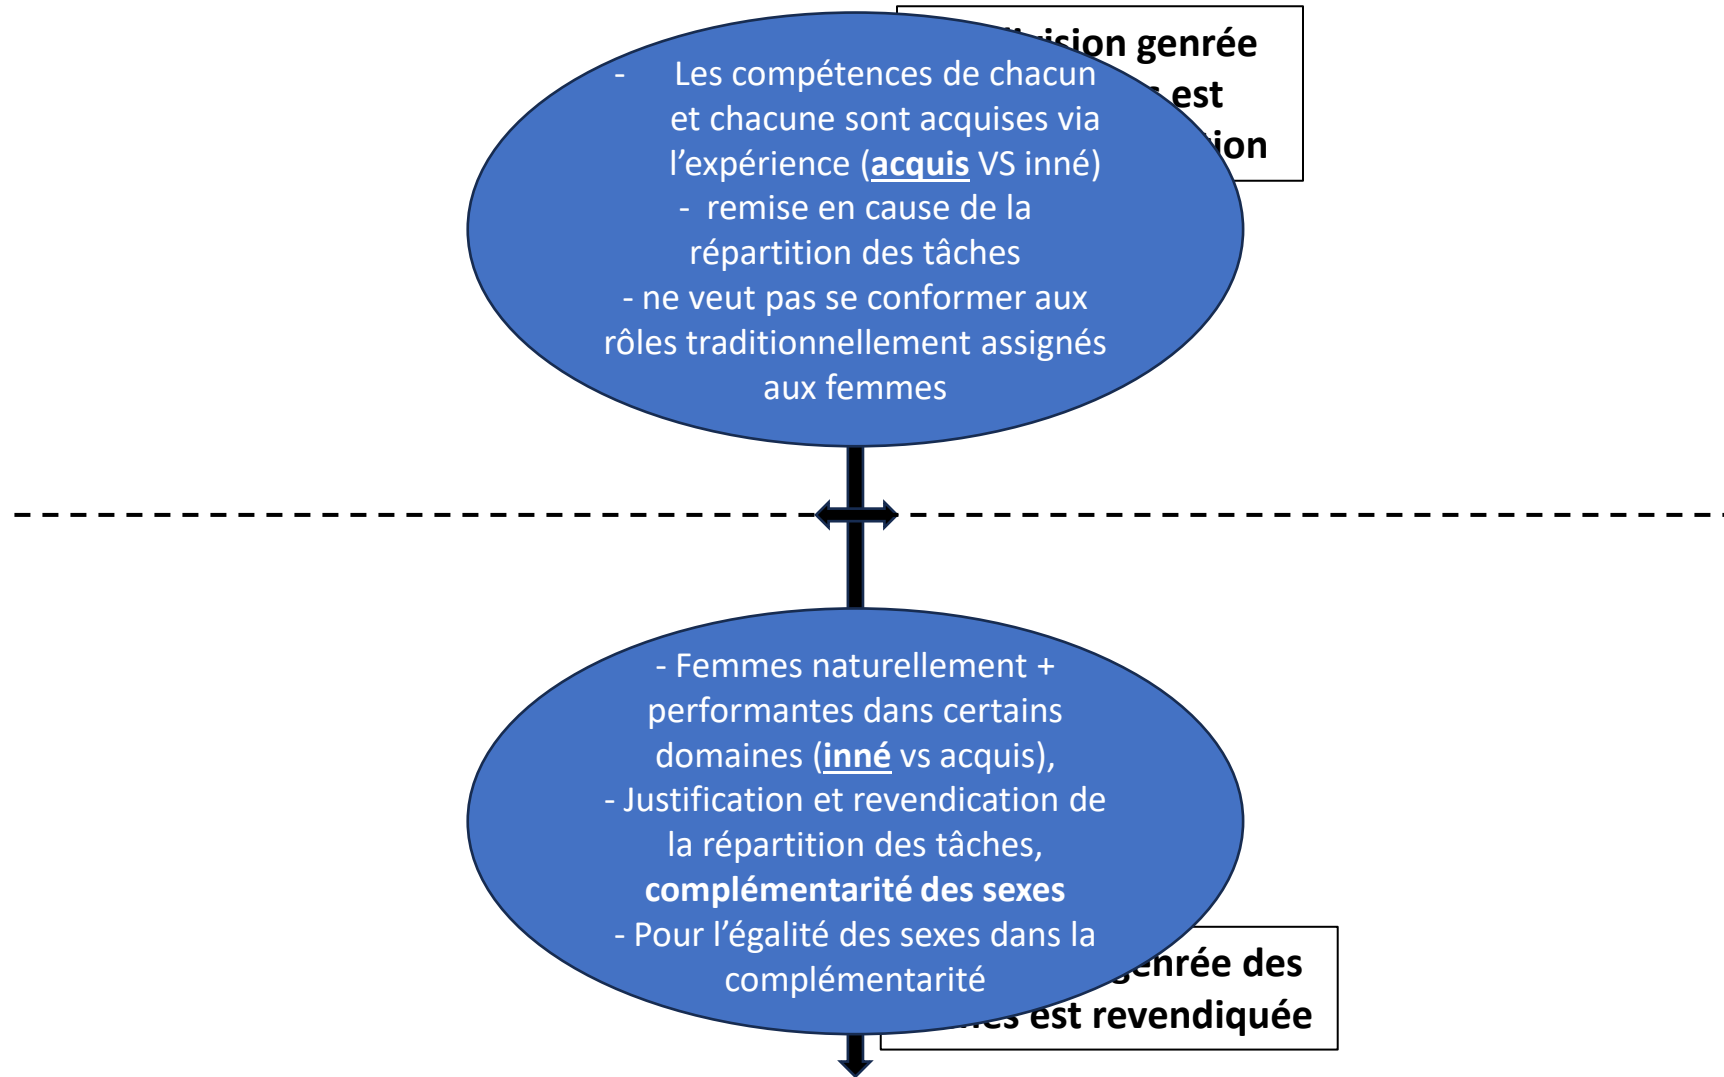 genrée
est
- Les compétences de chacun
et chacune sont acquises via
l’expérience (acquis VS inné)
- remise en cause de la
répartition des tâches
- ne veut pas se conformer aux
rôles traditionnellement assignés
aux femmes
- Femmes naturellement +
performantes dans certains
domaines (inné vs acquis),
- Justification et revendication de
la répartition des tâches,
complémentarité des sexes
- Pour l’égalité des sexes dans la
complémentarité
genrée des
est revendiquée